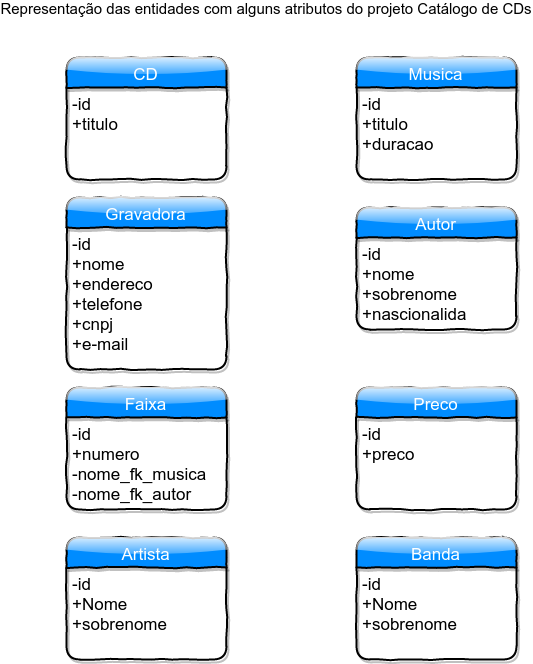 Representação das entidades com alguns atributos do projeto Catálogo de CDs
CD
-id
+titulo
Musica
-id
+titulo
+duracao
Gravadora
-id
+nome
+endereco
+telefone
+cnpj
+e-mail
Autor
-id
+nome
+sobrenome
+nascionalida
Faixa
-id
+numero
-nome_fk_musica
-nome_fk_autor
Preco
-id
+preco
Artista
-id
+Nome
+sobrenome
Banda
-id
+Nome
+sobrenome